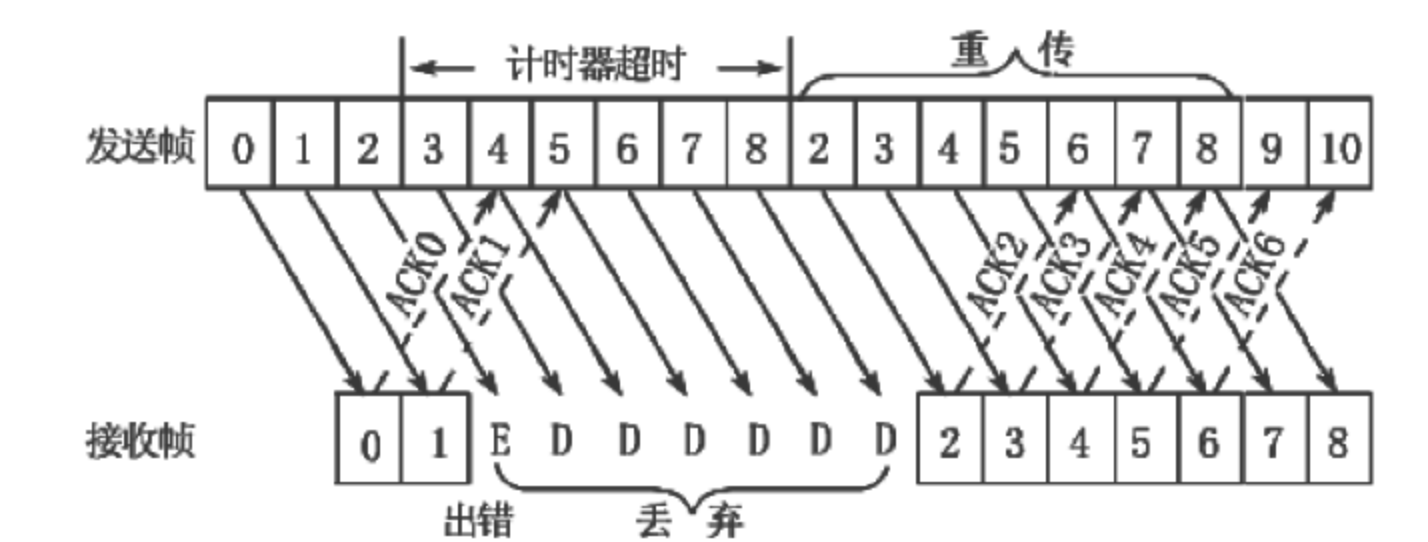 计时器超时 重传
发送帧 0 1 2 3 4 5 6 7 8 2 3 4 5 6 7 8 9 10
ACK0 ACK1 ACK2 ACK3 ACK4 ACK5 ACK6
接收帧 0 1 E D D D D D D 2 3 4 5 6 7 8
出错 丢弃